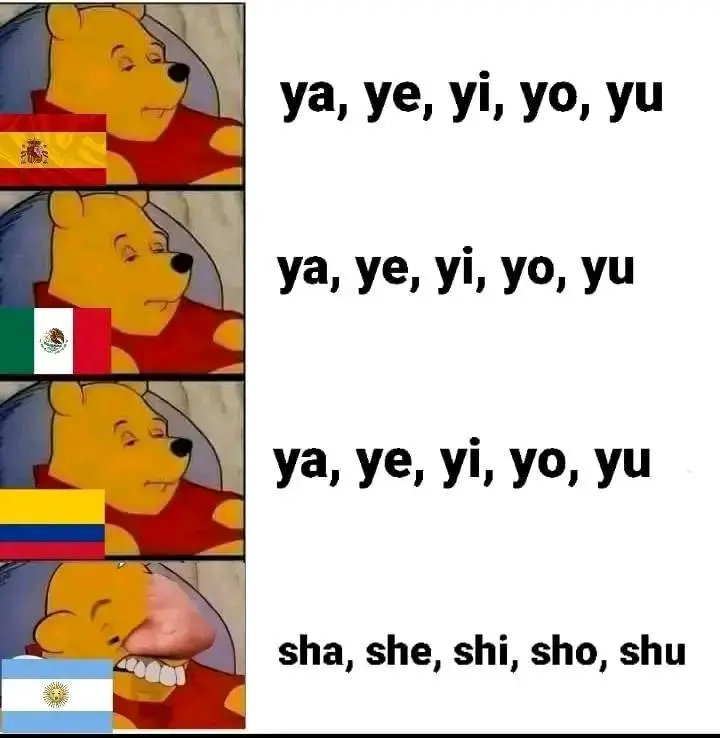 ya, ye, yi, yo, yu
ya, ye, yi, yo, yu
ya, ye, yi, yo, yu
sha, she, shi, sho, shu